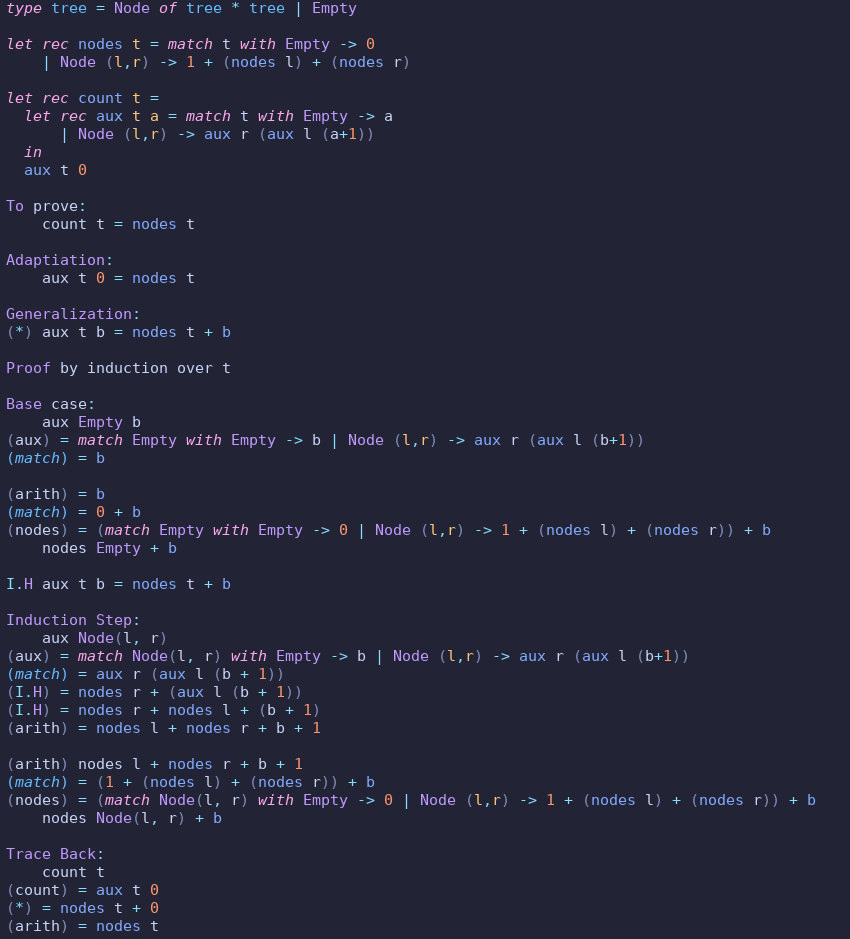 type tree = Node of tree * tree | Empty

let rec nodes t = match t with Empty -> 0
    | Node (l,r) -> 1 + (nodes l) + (nodes r)

let rec count t =
  let rec aux t a = match t with Empty -> a
      | Node (l,r) -> aux r (aux l (a+1))
  in
  aux t 0

To prove:
    count t = nodes t

Adaptiation:
    aux t 0 = nodes t

Generalization:
(*) aux t b = nodes t + b

Proof by induction over t

Base case:
    aux Empty b
(aux) = match Empty with Empty -> b | Node (l,r) -> aux r (aux l (b+1))
(match) = b

(arith) = b
(match) = 0 + b
(nodes) = (match Empty with Empty -> 0 | Node (l,r) -> 1 + (nodes l) + (nodes r)) + b
    nodes Empty + b

I.H aux t b = nodes t + b

Induction Step:
    aux Node(l, r)
(aux) = match Node(l, r) with Empty -> b | Node (l,r) -> aux r (aux l (b+1))
(match) = aux r (aux l (b + 1))
(I.H) = nodes r + (aux l (b + 1))
(I.H) = nodes r + nodes l + (b + 1)
(arith) = nodes l + nodes r + b + 1

(arith) nodes l + nodes r + b + 1
(match) = (1 + (nodes l) + (nodes r)) + b
(nodes) = (match Node(l, r) with Empty -> 0 | Node (l,r) -> 1 + (nodes l) + (nodes r)) + b
    nodes Node(l, r) + b

Trace Back:
    count t
(count) = aux t 0
(*) = nodes t + 0
(arith) = nodes t